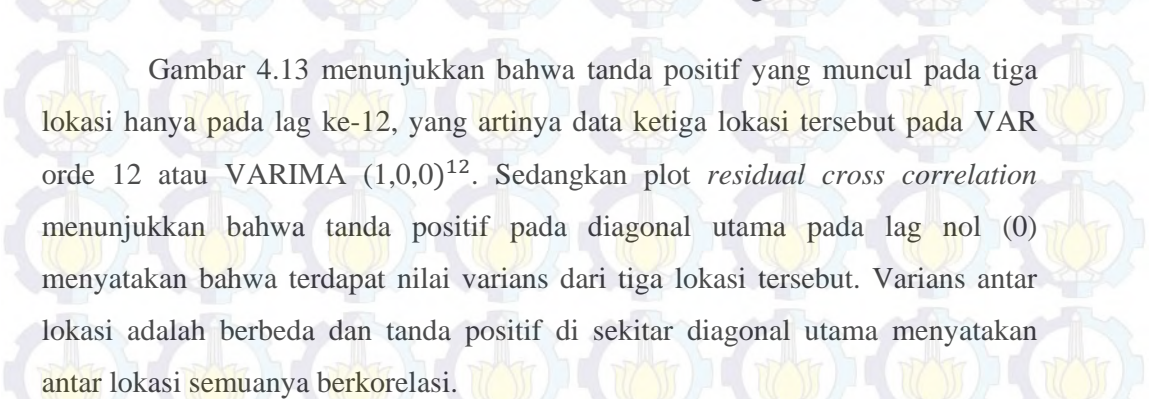 Gambar 4.13 menunjukkan bahwa tanda positif yang muncul pada tiga
lokasi hanya pada lag ke-12, yang artinya data ketiga lokasi tersebut pada VAR
orde 12 atau VARIMA (1,0,0)¹². Sedangkan plot residual cross correlation
menunjukkan bahwa tanda positif pada diagonal utama pada lag nol (0)
menyatakan bahwa terdapat nilai varians dari tiga lokasi tersebut. Varians antar
lokasi adalah berbeda dan tanda positif di sekitar diagonal utama menyatakan
antar lokasi semuanya berkorelasi.